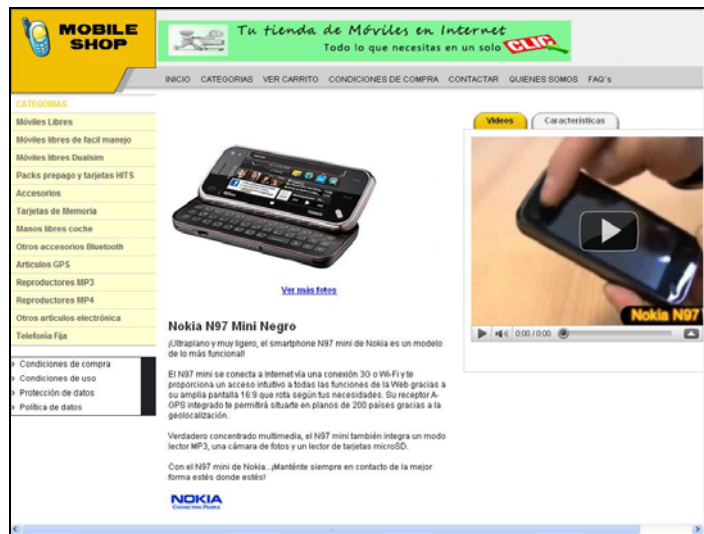 MOBILE
SHOP
Tu tienda de Móviles en Internet
Todo lo que necesitas en un solo CLIC
INICIO CATEGORIAS VER CARRITO CONDICIONES DE COMPRA CONTACTAR QUIENES SOMOS FAQ's
CATEGORIAS
Móviles Libres
Móviles libres de facil manejo
Móviles libres Dualsim
Packs prepago y tarjetas HITS
Accesorios
Tarjetas de Memoria
Manos libres coche
Otros accesorios Bluetooth
Articulos GPS
Reproductores MP3
Reproductores MP4
Otros articulos electrónica
Telefonía Fija
> Condiciones de compra
> Condiciones de uso
> Protección de datos
> Política de datos
Ver más fotos
Nokia N97 Mini Negro
¡Ultraplano y muy ligero, el smartphone N97 mini de Nokia es un modelo
de lo más funcional!
El N97 mini se conecta a Internet vía una conexión 3G o Wi-Fi y te
proporciona un acceso intuitivo a todas las funciones de la Web gracias a
su amplia pantalla 16:9 que rota según tus necesidades. Su receptor A-
GPS integrado te permitirá situarte en planos de 200 países gracias a la
geolocalización.
Verdadero concentrado multimedia, el N97 mini también integra un modo
lector MP3, una cámara de fotos y un lector de tarjetas microSD.
Con el N97 mini de Nokia...¡Manténte siempre en contacto de la mejor
forma estés donde estés!
NOKIA
CONNECTING PEOPLE
Videos Características
Nokia N97
0:00 / 0:00